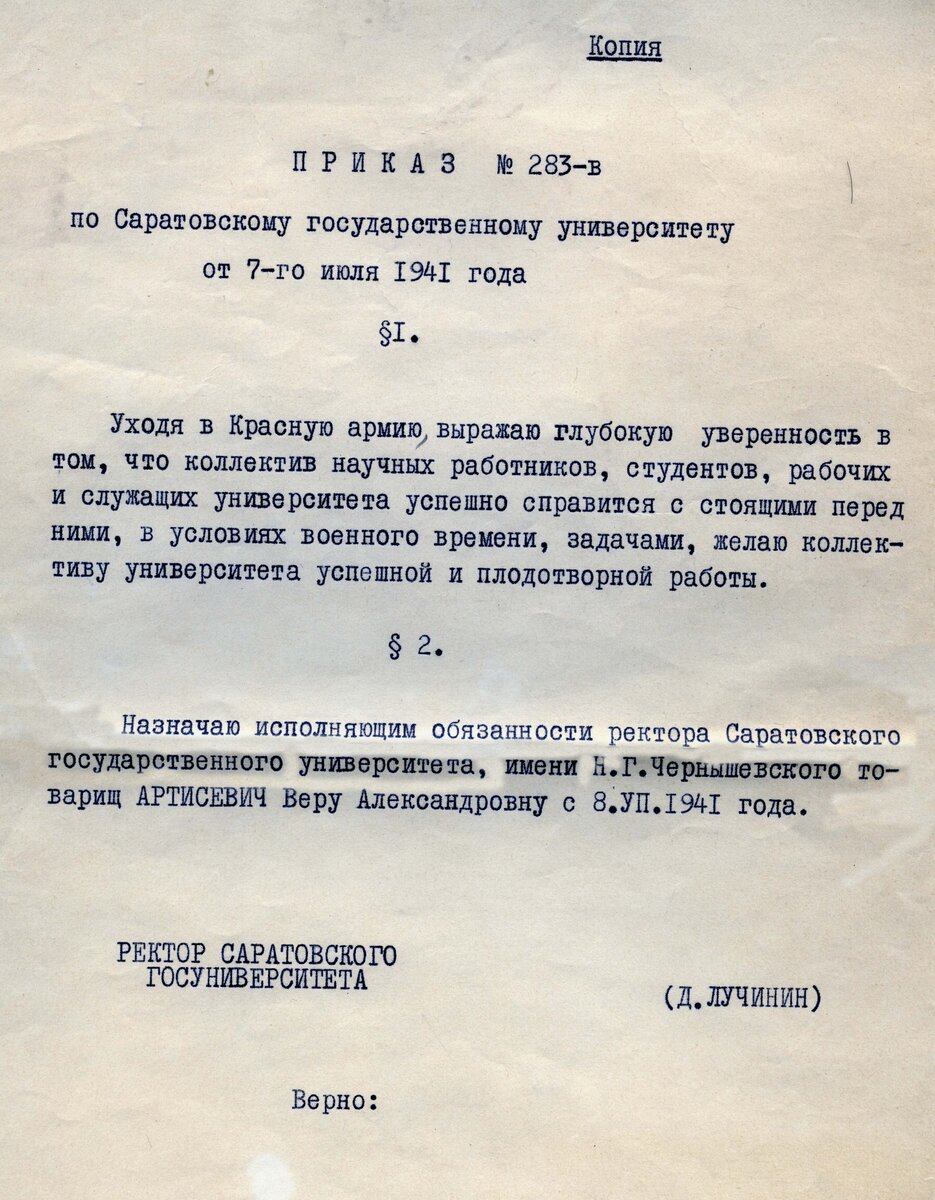 Копия
ПРИКАЗ № 283-в
по Саратовскому государственному университету
от 7-го июля I94I года
§I.
Уходя в Красную армию, выражаю глубокую уверенность в
том, что коллектив научных работников, студентов, рабочих
и служащих университета успешно справится с стоящими перед
ними, в условиях военного времени, задачами, желаю коллек-
тиву университета успешной и плодотворной работы.
§ 2.
Назначаю исполняющим обязанности ректора Саратовского
государственного университета, имени Н.Г.Чернышевского то-
варищ АРТИСЕВИЧ Веру Александровну с 8.УП.I94I года.
РЕКТОР САРАТОВСКОГО
ГОСУНИВЕРСИТЕТА
(Д.ЛУЧИНИН)
Верно: